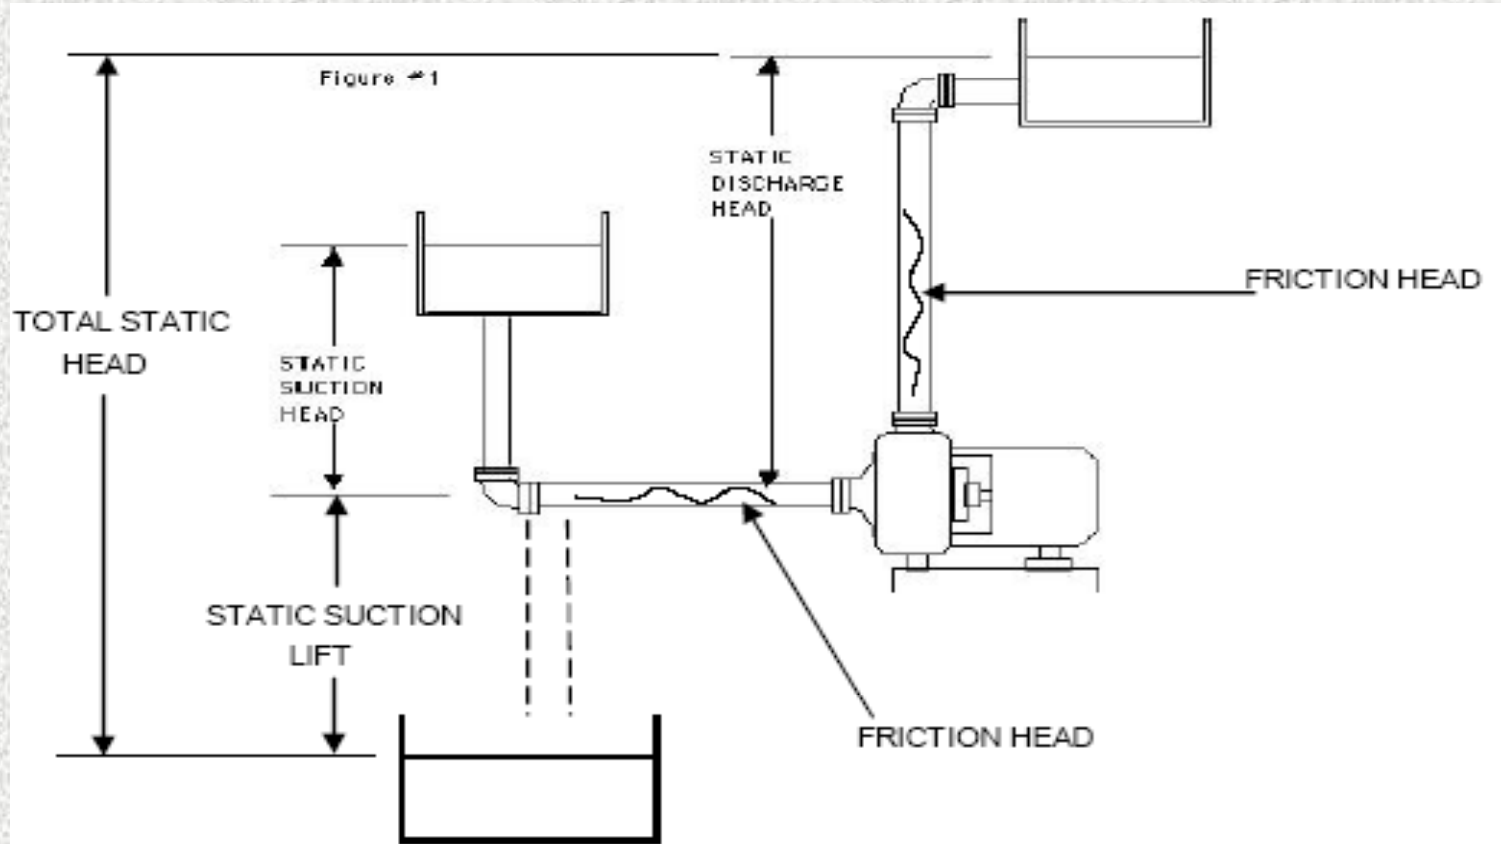 Figure #1
STATIC
DISCHARGE
HEAD
FRICTION HEAD
TOTAL STATIC
HEAD
STATIC
SUCTION
HEAD
STATIC SUCTION
LIFT
FRICTION HEAD